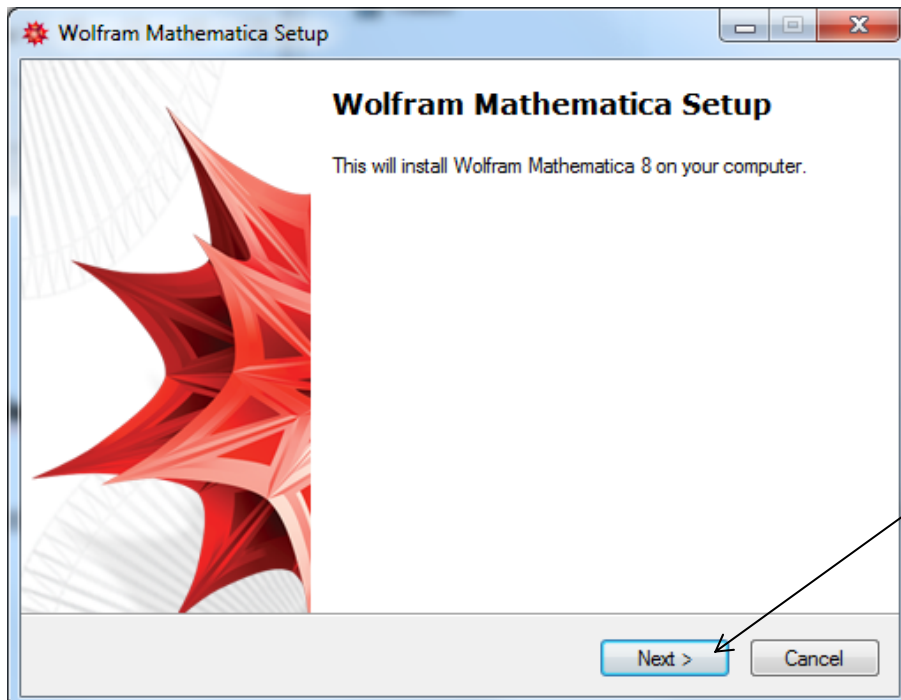 Wolfram Mathematica Setup
Wolfram Mathematica Setup
This will install Wolfram Mathematica 8 on your computer.
Next >
Cancel